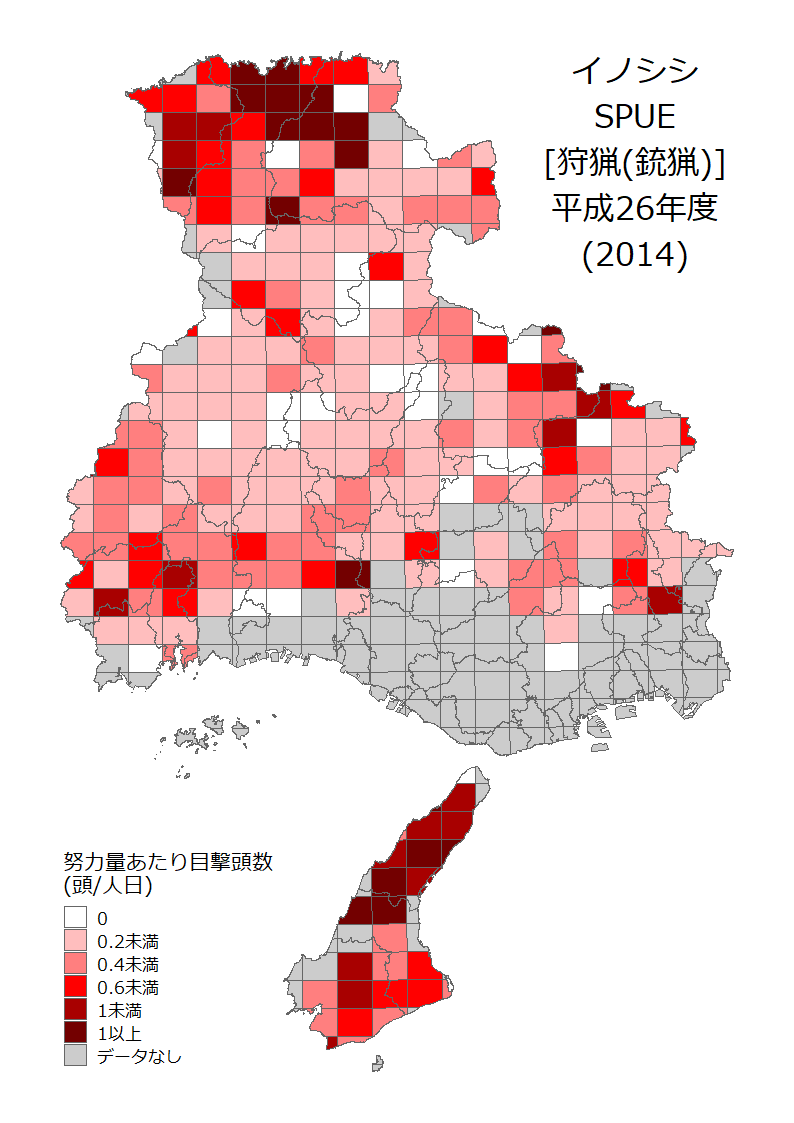 イノシシ
SPUE
[狩猟(銃猟)]
平成26年度
(2014)
努力量あたり目撃頭数
(頭/人日)
0
0.2未満
0.4未満
0.6未満
1未満
1以上
データなし